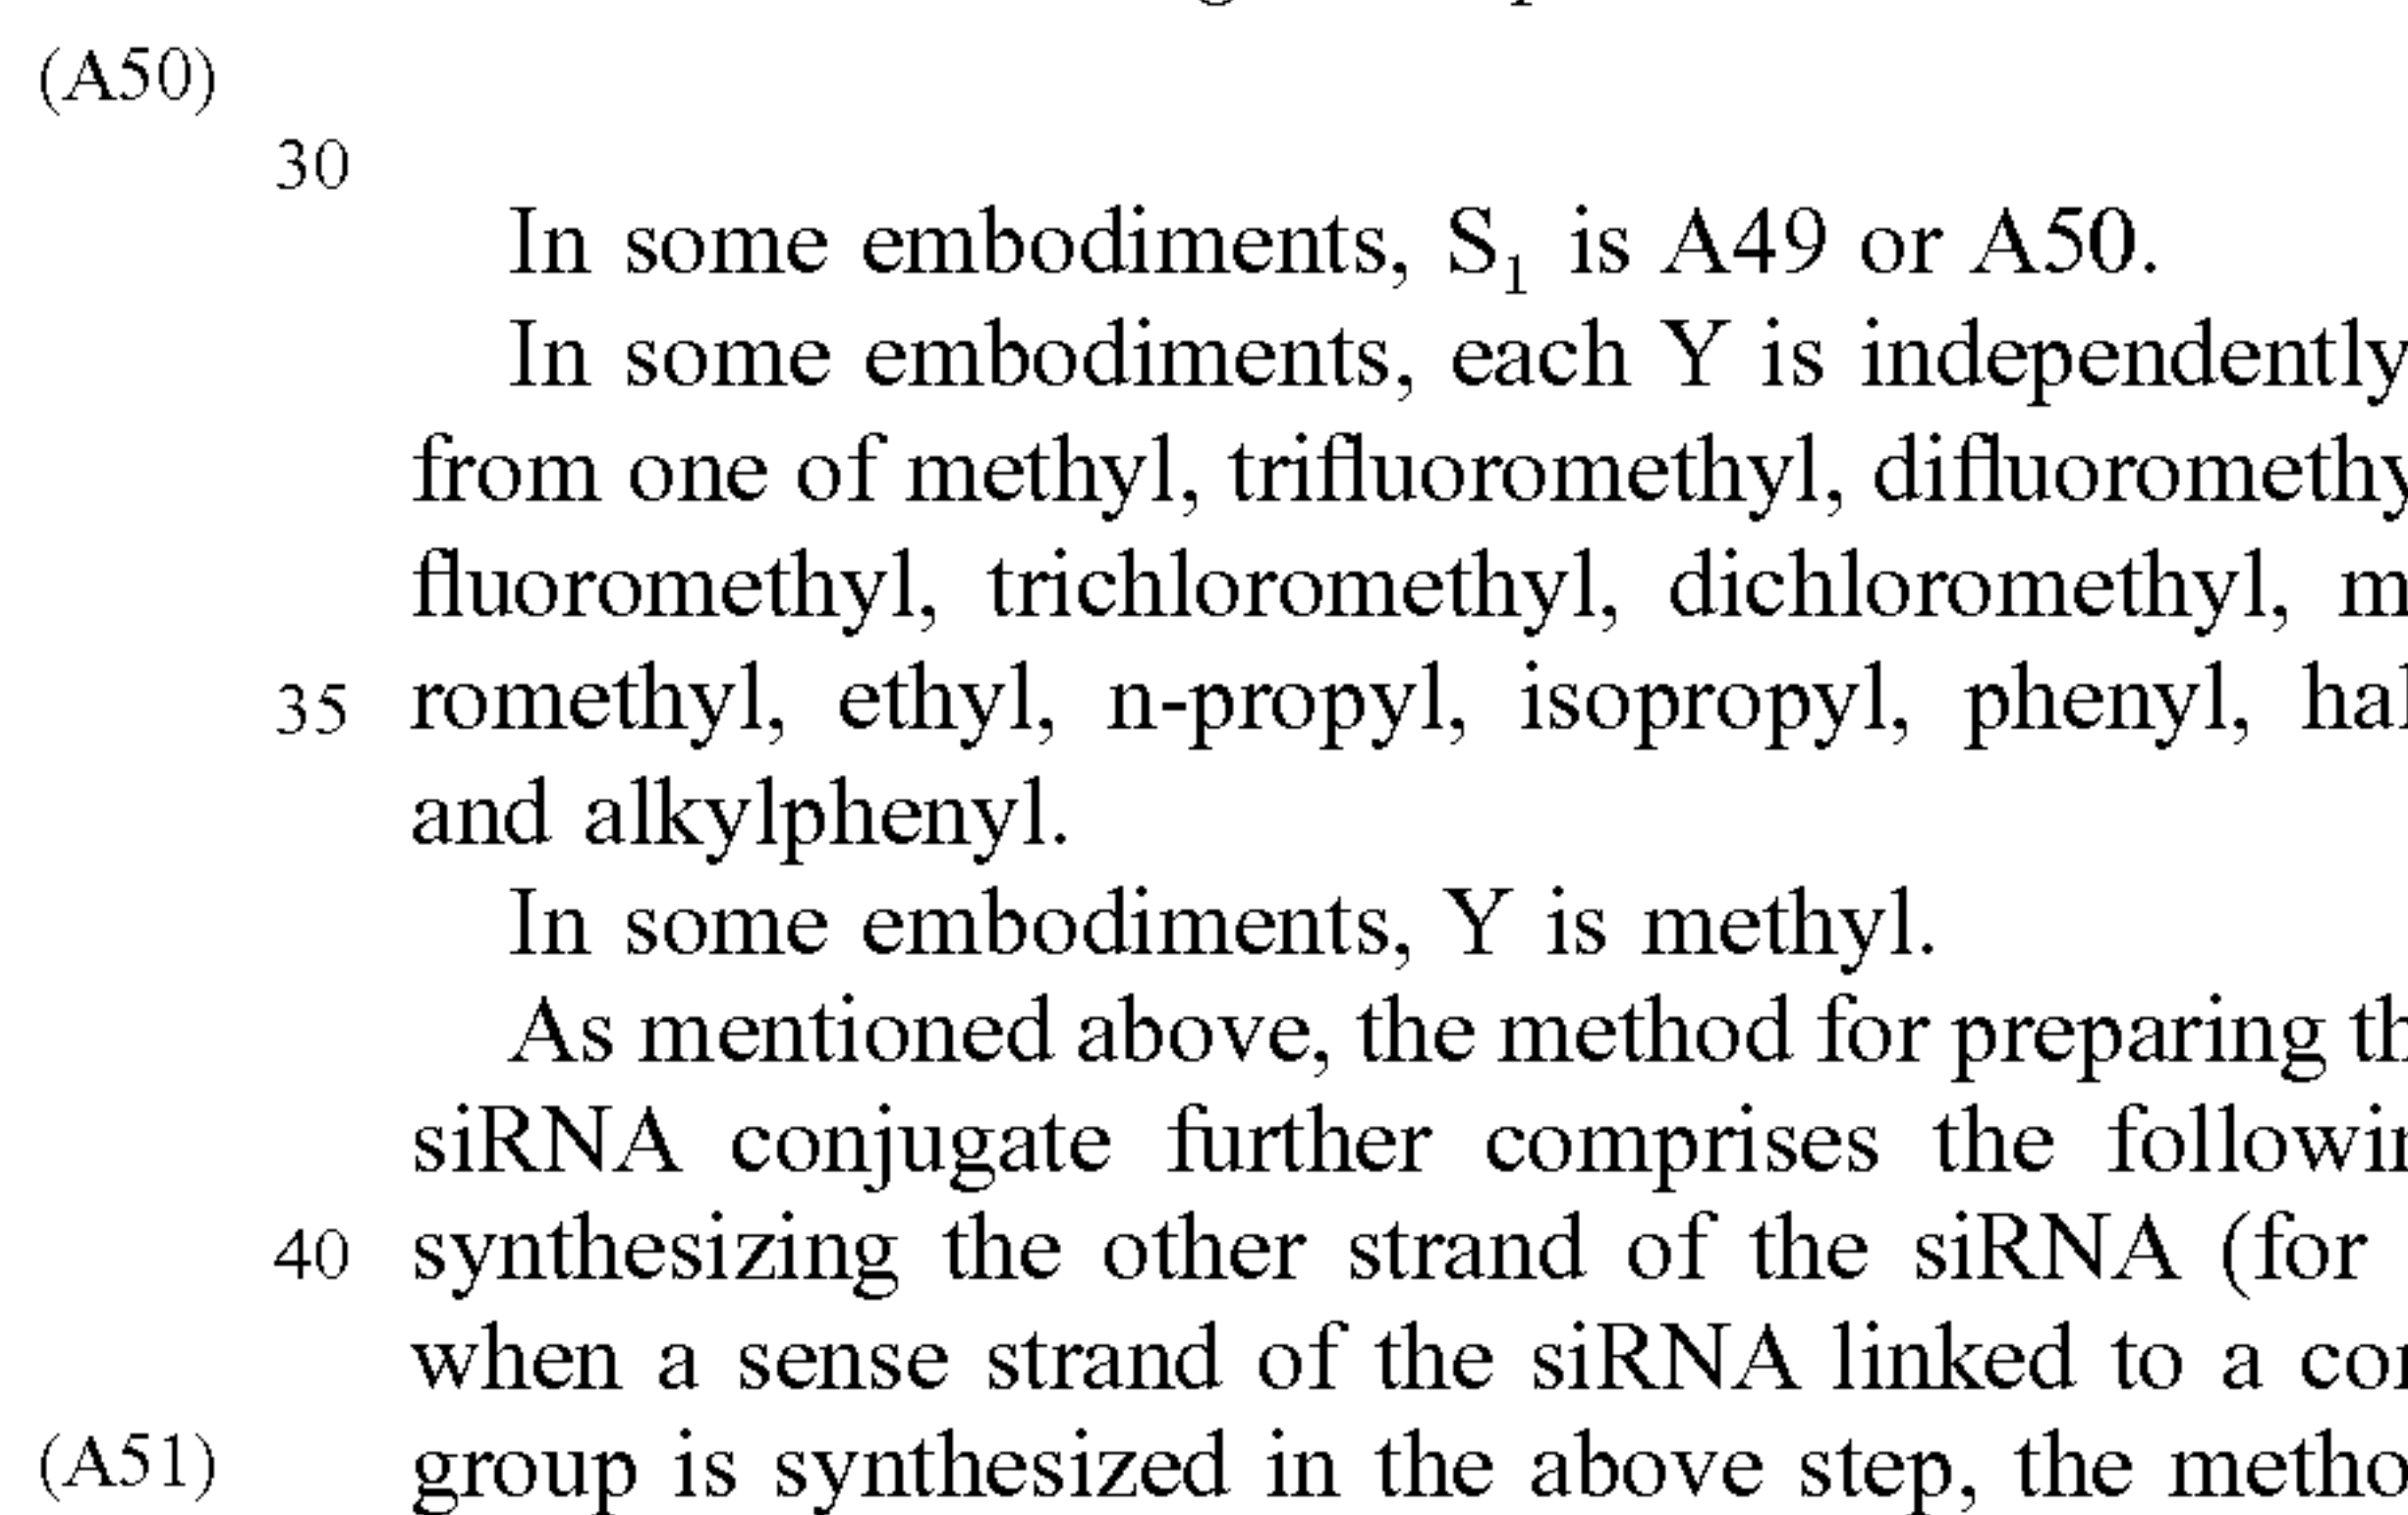 (A50)
30
In some embodiments, S₁ is A49 or A50.
In some embodiments, each Y is independently
from one of methyl, trifluoromethyl, difluoromethy
fluoromethyl, trichloromethyl, dichloromethyl, m
35 romethyl, ethyl, n-propyl, isopropyl, phenyl, hal
and alkylphenyl.
In some embodiments, Y is methyl.
As mentioned above, the method for preparing th
siRNA conjugate further comprises the followin
40 synthesizing the other strand of the siRNA (for
when a sense strand of the siRNA linked to a con
(A51) group is synthesized in the above step, the metho